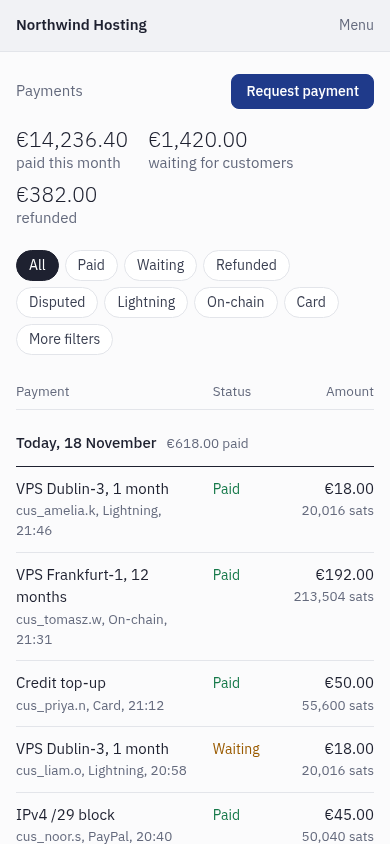 Northwind Hosting Menu
Payments Request payment
€14,236.40 €1,420.00
paid this month waiting for customers
€382.00
refunded
All Paid Waiting Refunded
Disputed Lightning On-chain Card
More filters
Payment Status Amount
Today, 18 November €618.00 paid
VPS Dublin-3, 1 month Paid €18.00
cus_amelia.k, Lightning, 20,016 sats
21:46
VPS Frankfurt-1, 12 Paid €192.00
months 213,504 sats
cus_tomasz.w, On-chain,
21:31
Credit top-up Paid €50.00
cus_priya.n, Card, 21:12 55,600 sats
VPS Dublin-3, 1 month Waiting €18.00
cus_liam.o, Lightning, 20:58 20,016 sats
IPv4 /29 block Paid €45.00
cus_noor.s, PayPal, 20:40 50,040 sats